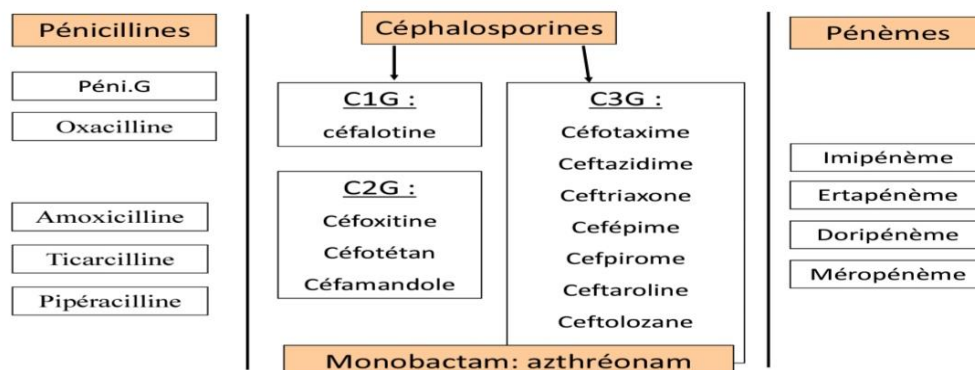 Pénicillines
Péni.G
Oxacilline
Amoxicilline
Ticarcilline
Pipéracilline
Céphalosporines
C1G :
céfalotine
C2G :
Céfoxitine
Céfotétan
Céfamandole
C3G :
Céfotaxime
Ceftazidime
Ceftriaxone
Cefépime
Cefpirome
Ceftaroline
Ceftolozane
Monobactam: azthréonam
Pénèmes
Imipénème
Ertapénème
Doripénème
Méropénème